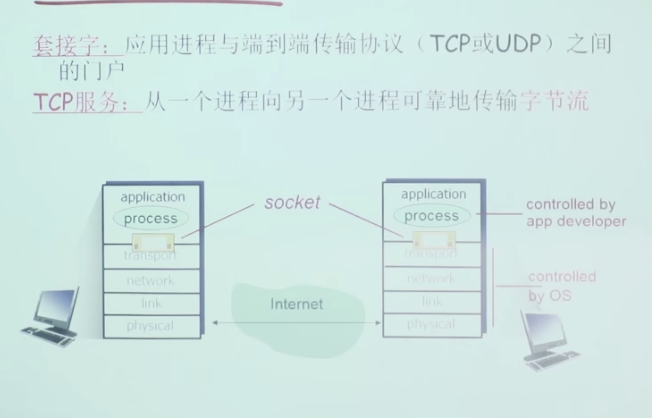 套接字：应用进程与端到端传输协议（TCP或UDP）之间
的门户
TCP服务：从一个进程向另一个进程可靠地传输字节流
application
process
transport
network
link
physical
socket
Internet
application
process
transport
network
link
physical
controlled by
app developer
controlled
by OS